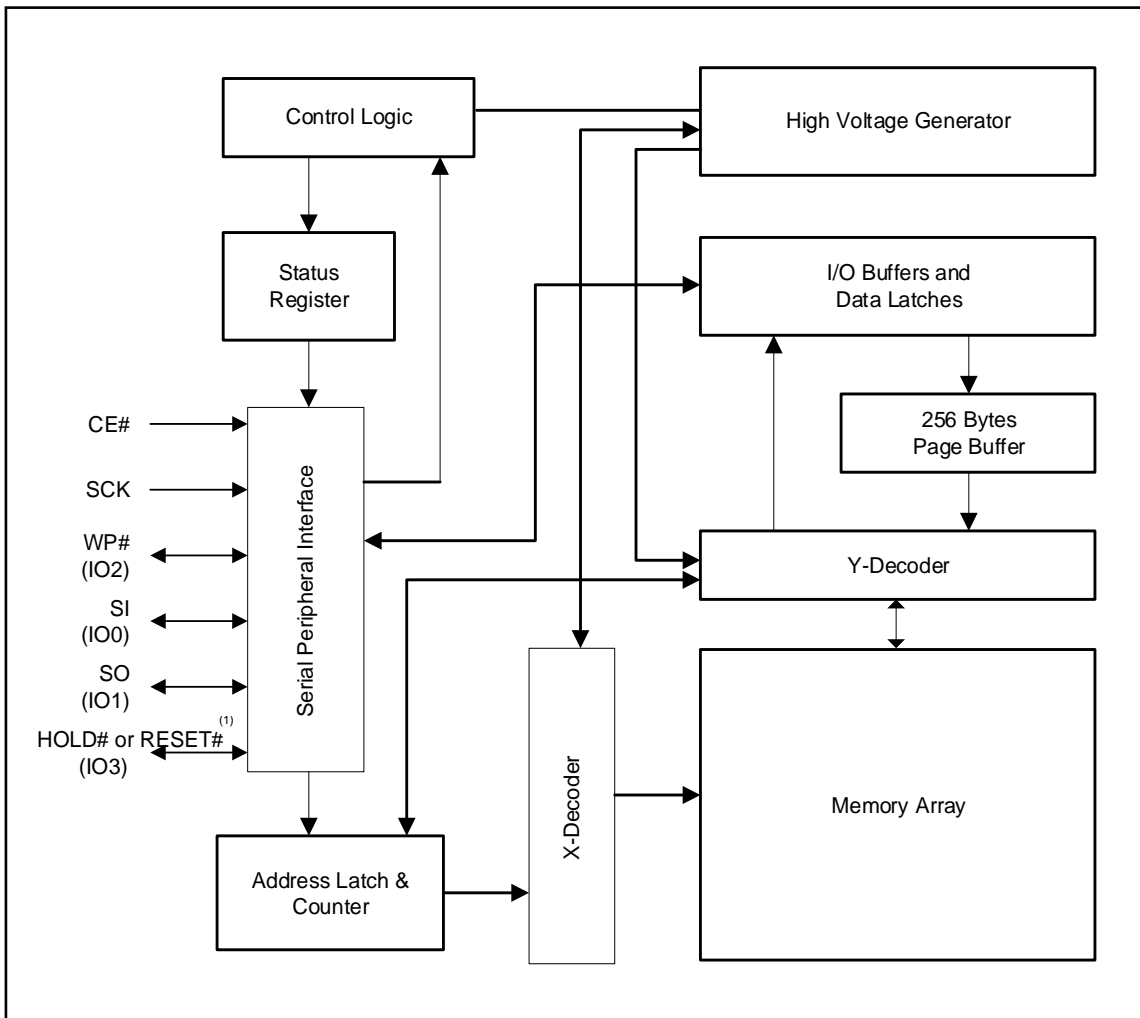 Control Logic
High Voltage Generator
Status
Register
I/O Buffers and
Data Latches
256 Bytes
Page Buffer
CE#
SCK
WP#
(IO2)
SI
(IO0)
SO
(IO1)
HOLD# or RESET# (1)
(IO3)
Serial Peripheral Interface
Y-Decoder
X-Decoder
Memory Array
Address Latch &
Counter